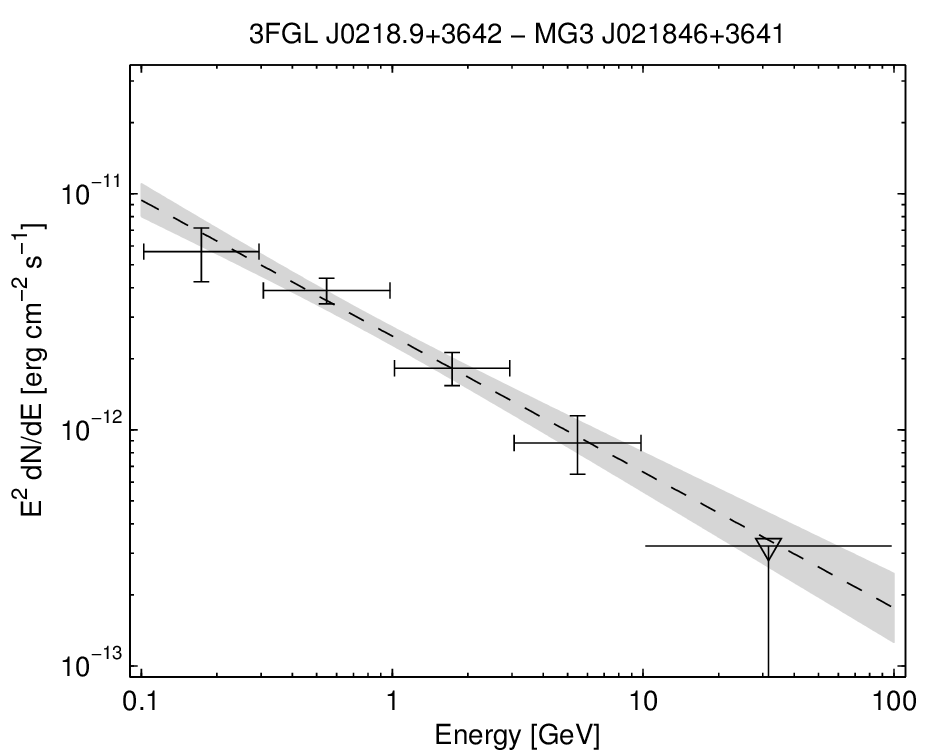 3FGL J0218.9+3642 − MG3 J021846+3641
E² dN/dE [erg cm⁻² s⁻¹]
10⁻¹¹
10⁻¹²
10⁻¹³
0.1 1 10 100
Energy [GeV]